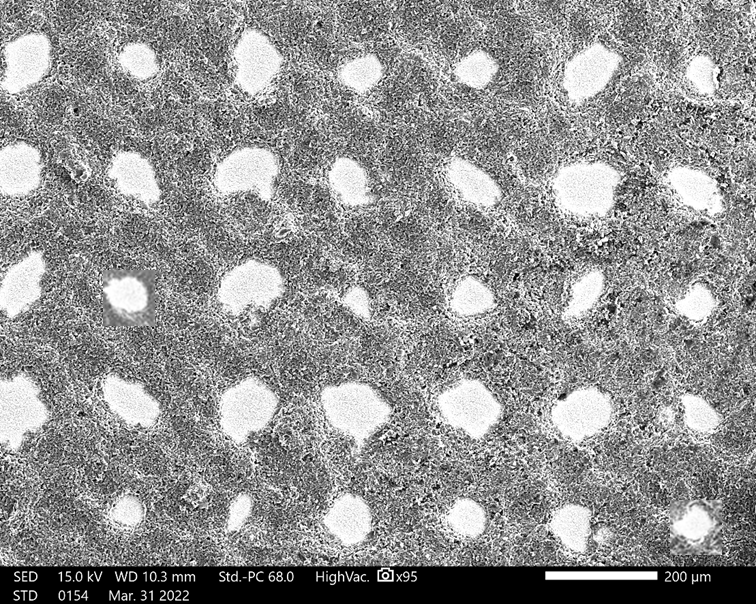 SED 15.0 kV WD 10.3 mm Std.-PC 68.0 HighVac. x95 200 µm
STD 0154 Mar. 31 2022